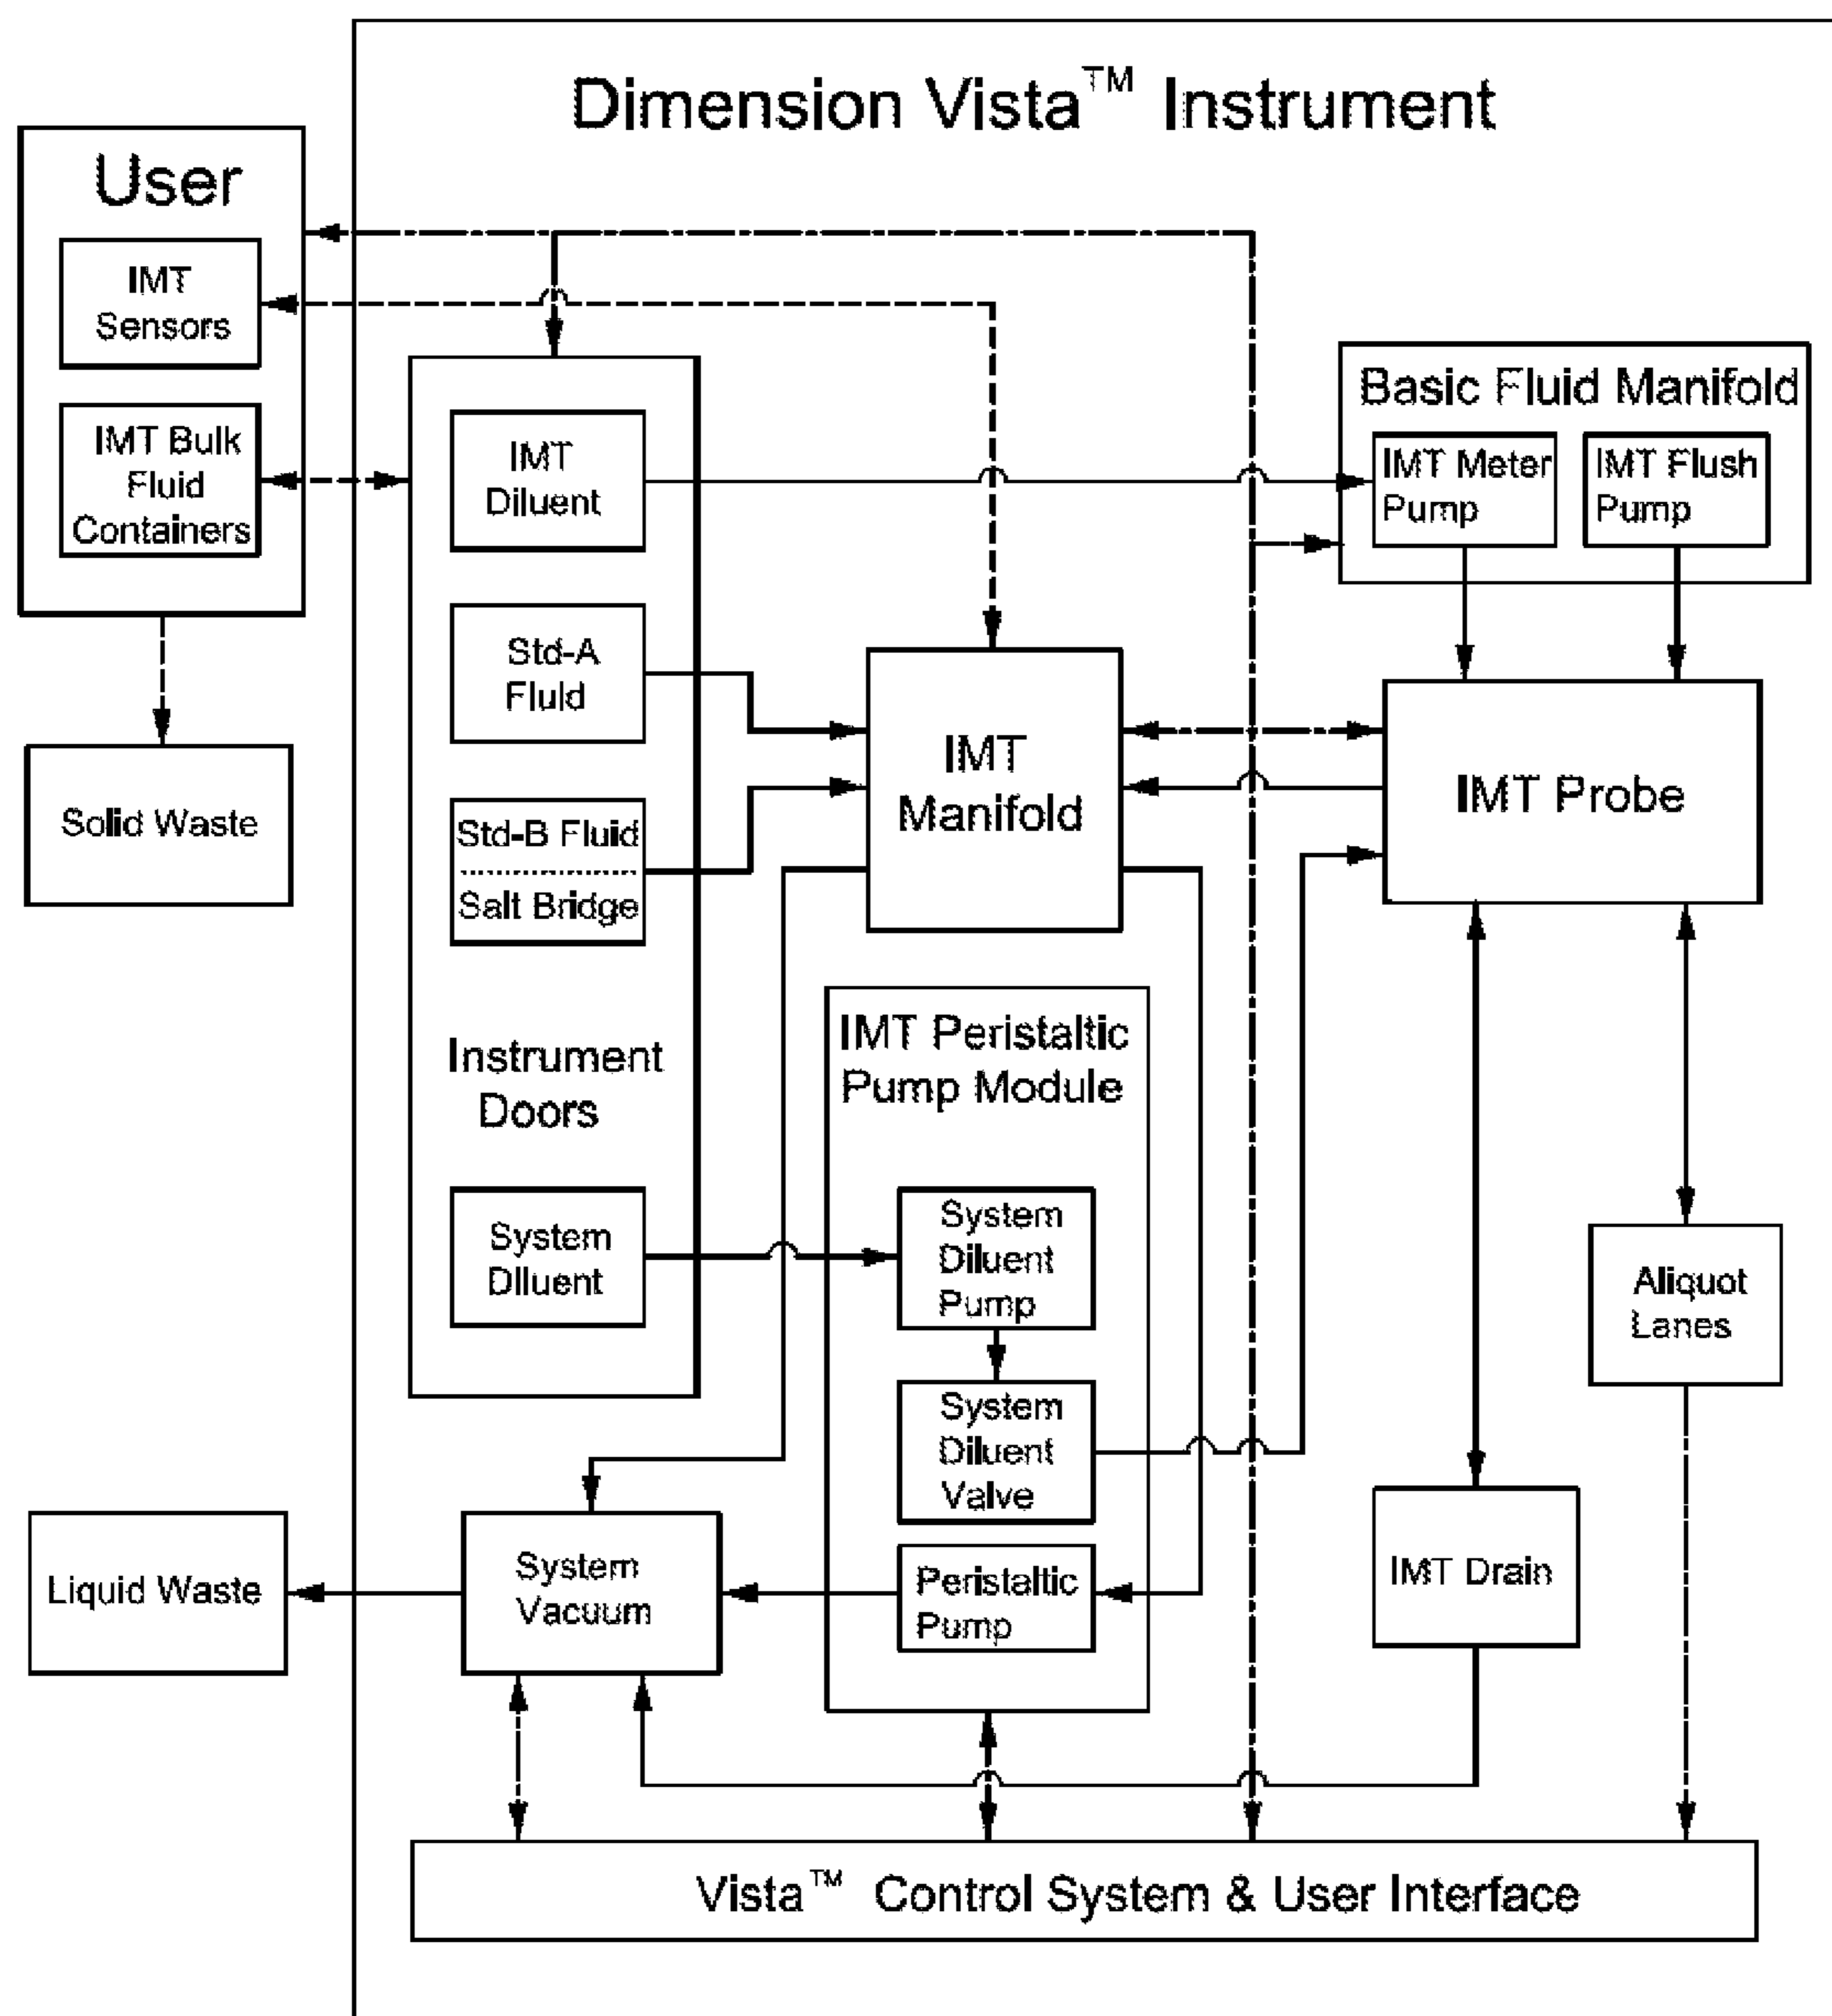 Dimension Vista™ Instrument
User
IMT
Sensors
IMT Bulk
Fluid
Containers
Solid Waste
Liquid Waste
IMT
Diluent
Std-A
Fluid
Std-B Fluid
Salt Bridge
Instrument
Doors
System
Diluent
System
Vacuum
IMT
Manifold
IMT Peristaltic
Pump Module
System
Diluent
Pump
System
Diluent
Valve
Peristaltic
Pump
Basic Fluid Manifold
IMT Meter
Pump
IMT Flush
Pump
IMT Probe
Aliquot
Lanes
IMT Drain
Vista™ Control System & User Interface